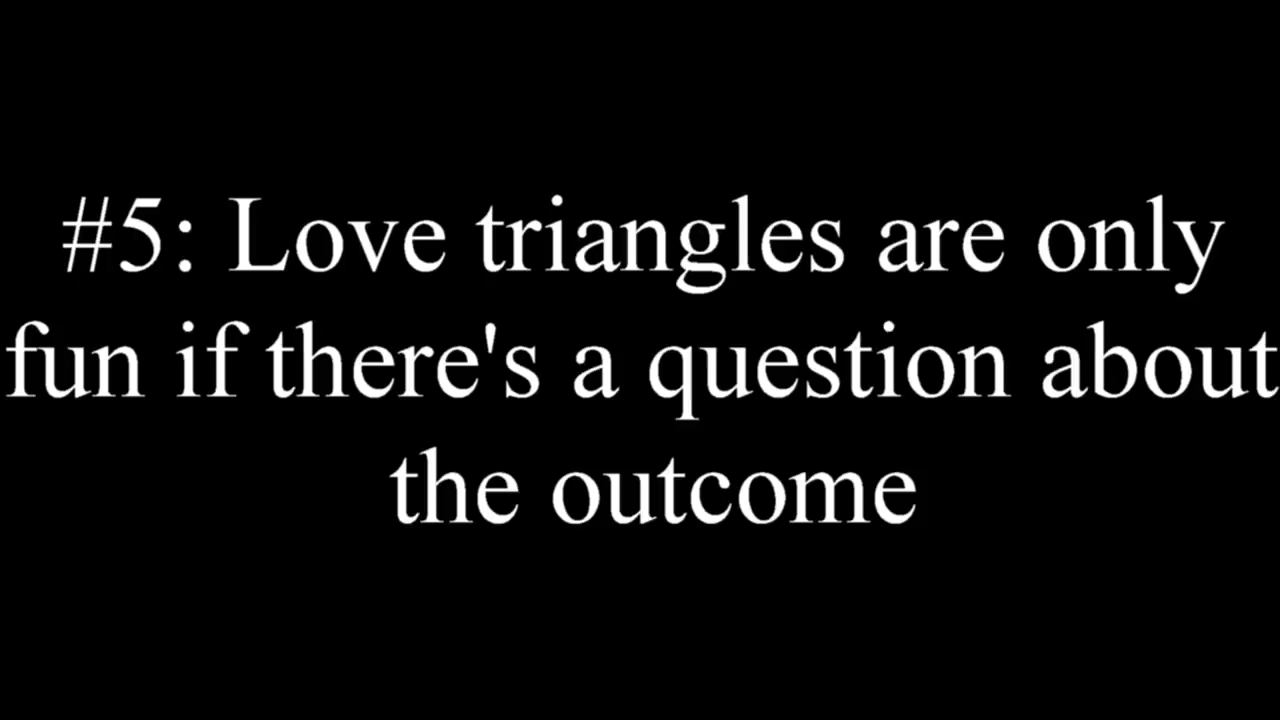 #5: Love triangles are only
fun if there's a question about
the outcome